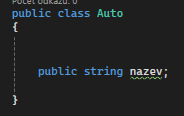 Počet odkazů: 0
public class Auto
{
public string nazev;
}